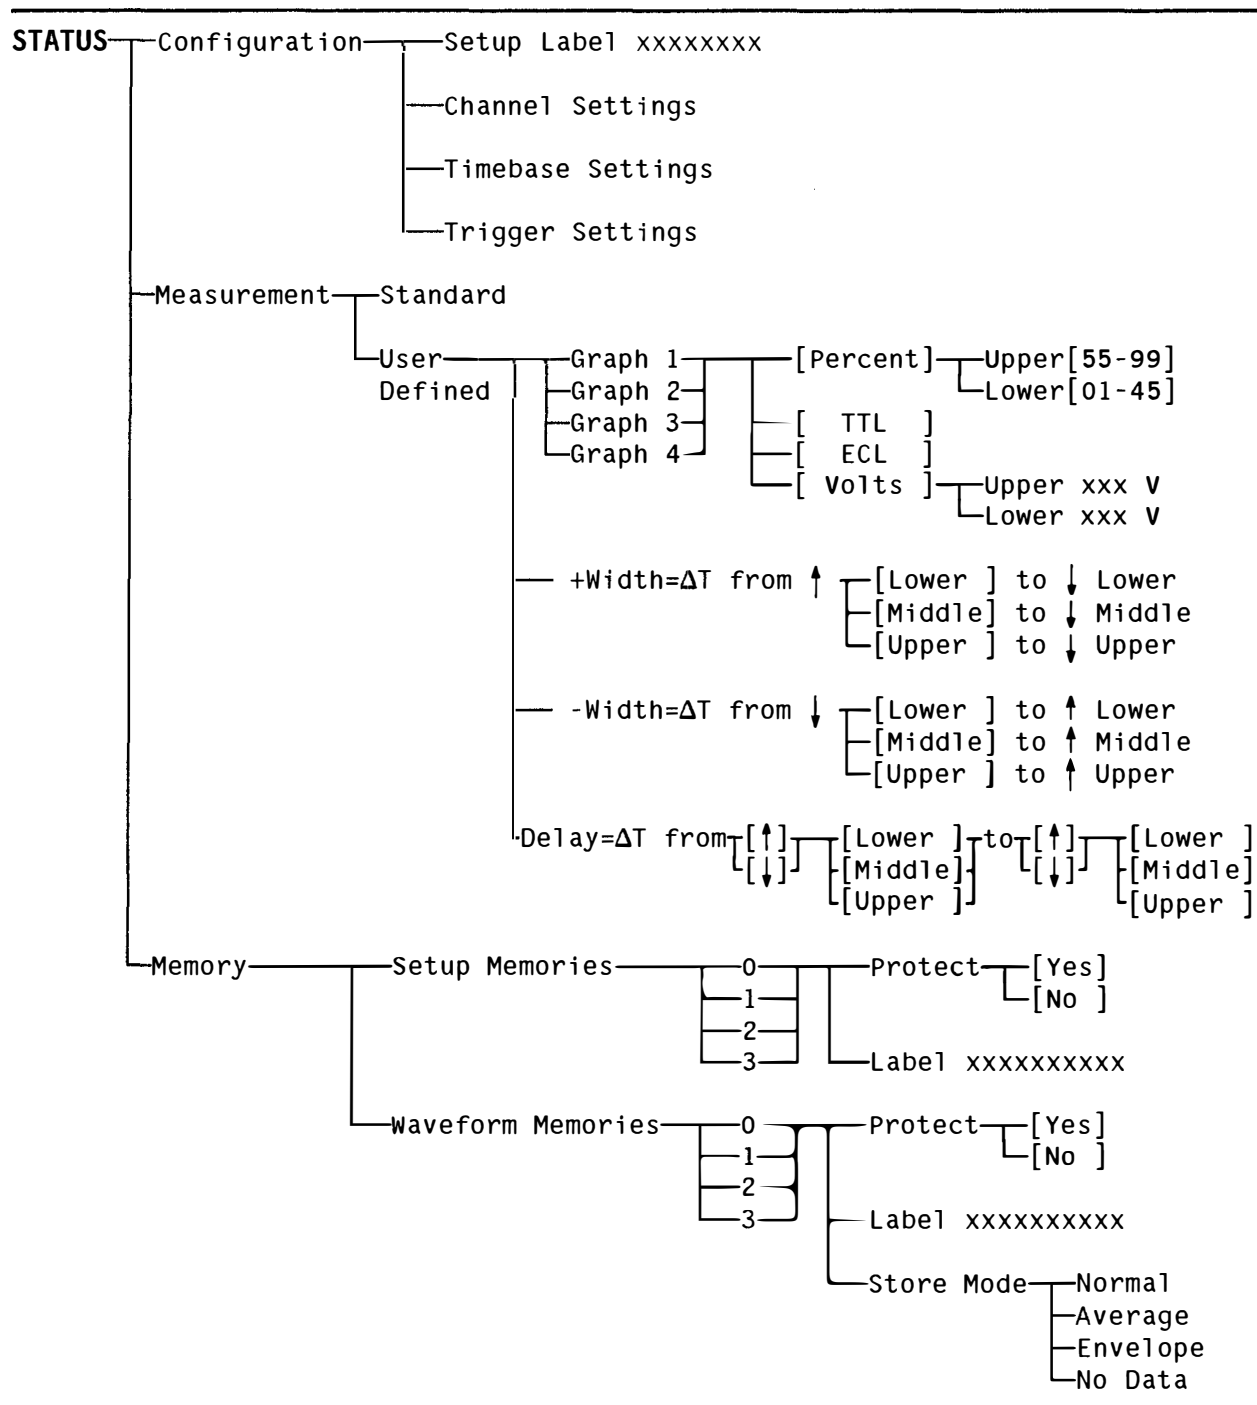 STATUS Configuration Setup Label xxxxxxxx
Channel Settings
Timebase Settings
Trigger Settings
Measurement Standard
User Graph 1 [Percent] Upper[55-99]
Defined Graph 2 Lower[01-45]
Graph 3 [ TTL ]
Graph 4 [ ECL ]
[ Volts ] Upper xxx V
Lower xxx V
+Width=ΔT from ↑ [Lower ] to ↓ Lower
[Middle] to ↓ Middle
[Upper ] to ↓ Upper
-Width=ΔT from ↓ [Lower ] to ↑ Lower
[Middle] to ↑ Middle
[Upper ] to ↑ Upper
Delay=ΔT from [↑] [Lower ] to [↑] [Lower ]
[↓] [Middle] [↓] [Middle]
[Upper ] [Upper ]
Memory Setup Memories 0 Protect [Yes]
1 [No ]
2
3 Label xxxxxxxxxx
Waveform Memories 0 Protect [Yes]
1 [No ]
2
3 Label xxxxxxxxxx
Store Mode Normal
Average
Envelope
No Data